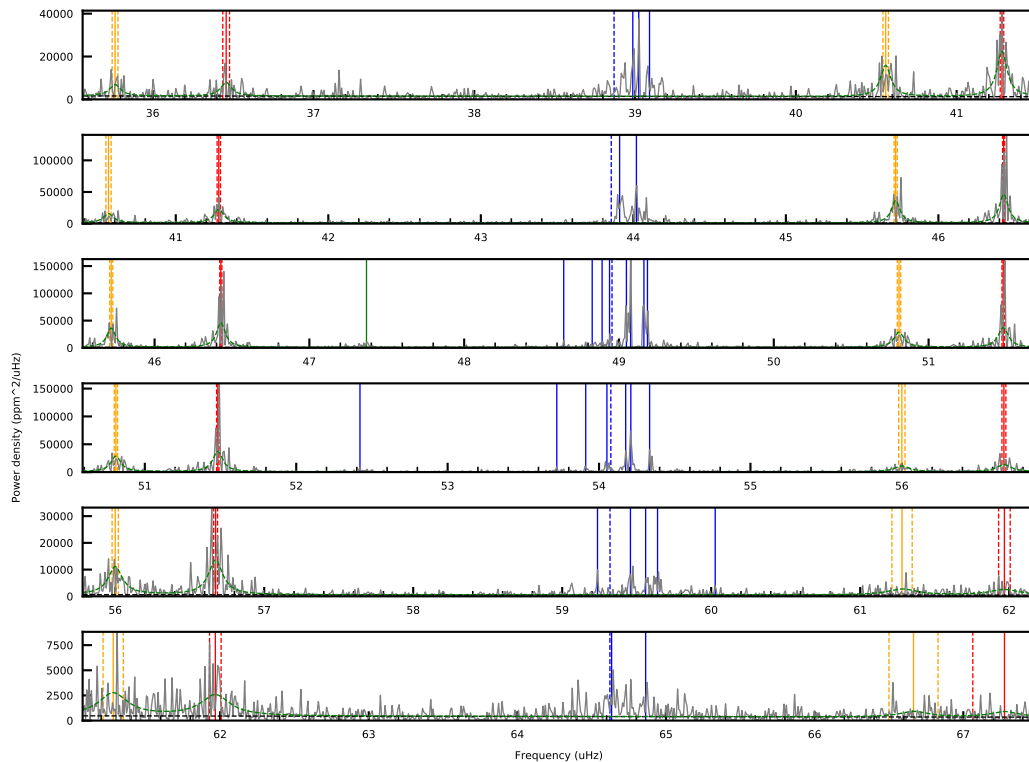 40000
20000
0
36 37 38 39 40 41
100000
50000
0
41 42 43 44 45 46
150000
100000
50000
0
46 47 48 49 50 51
Power density (ppm^2/uHz)
150000
100000
50000
0
51 52 53 54 55 56
30000
20000
10000
0
56 57 58 59 60 61 62
7500
5000
2500
0
62 63 64 65 66 67
Frequency (uHz)